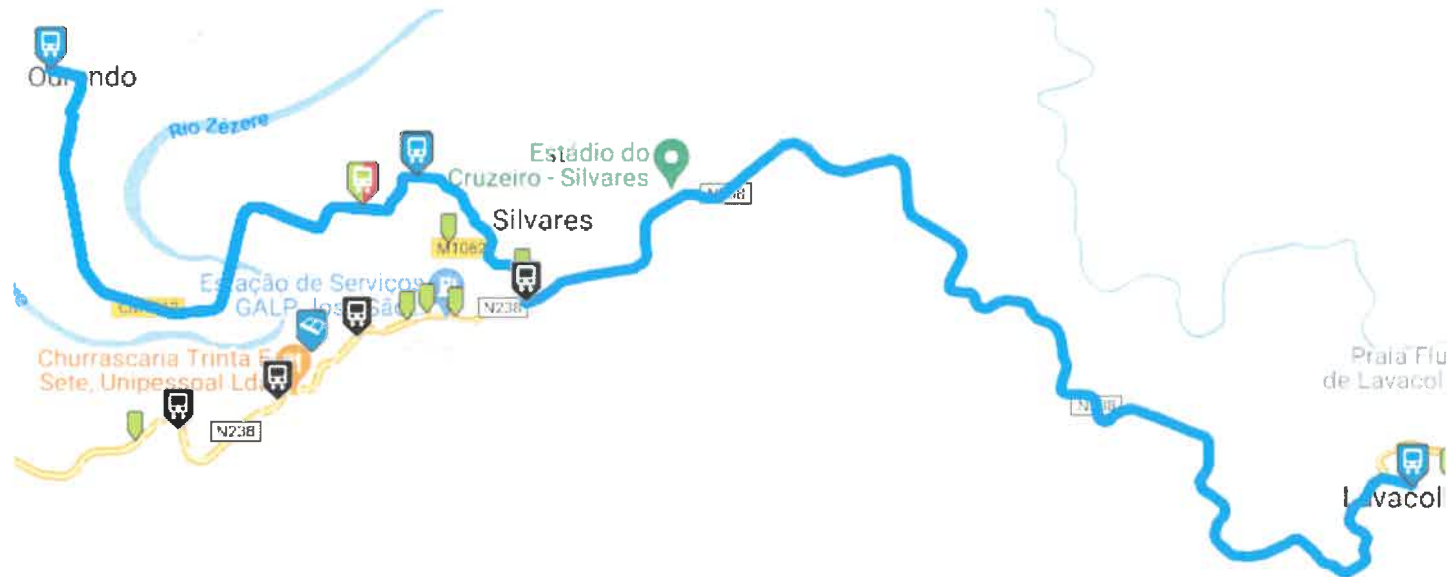 Rio Zêzere
Estádio do
Cruzeiro - Silvares
Silvares
Estação de Serviços
GALP
N238
Churrascaria Trinta E
Sete, Unipessoal Lda
N238
Praia Flu
de Lavacol
Lavacol